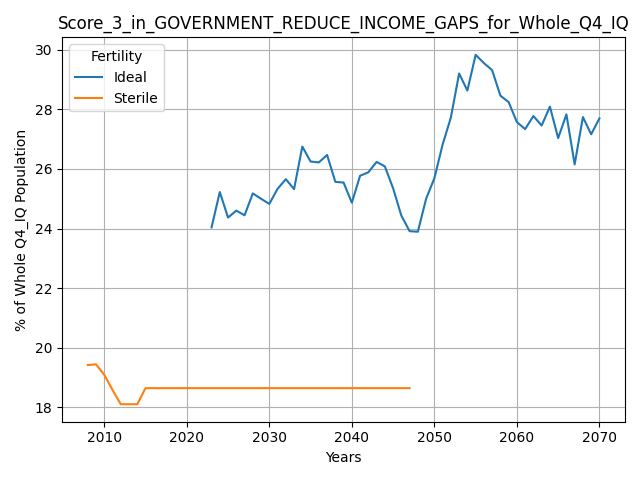 Score_3_in_GOVERNMENT_REDUCE_INCOME_GAPS_for_Whole_Q4_IQ
Fertility
Ideal
Sterile
% of Whole Q4_IQ Population
30
28
26
24
22
20
18
2010 2020 2030 2040 2050 2060 2070
Years